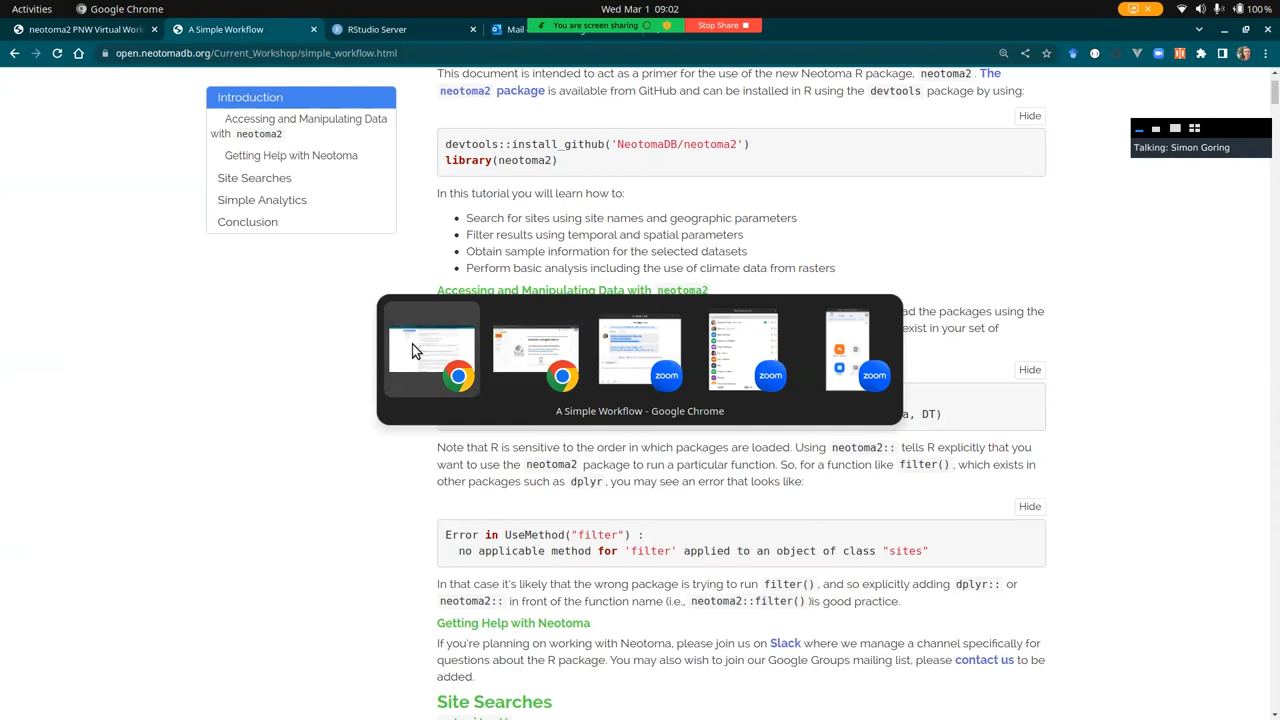 Activities
Google Chrome
Wed Mar 1 09:02
100 %
neotoma2 PNW Virtual Work
A Simple Workflow
RStudio Server
Mail
You are screen sharing
Stop Share
open.neotomadb.org/Current_Workshop/simple_workflow.html
Introduction
Accessing and Manipulating Data
with neotoma2
Getting Help with Neotoma
Site Searches
Simple Analytics
Conclusion
This document is intended to act as a primer for the use of the new Neotoma R package, neotoma2. The
neotoma2 package is available from GitHub and can be installed in R using the devtools package by using:
Hide
devtools::install_github('NeotomaDB/neotoma2')
library(neotoma2)
In this tutorial you will learn how to:
• Search for sites using site names and geographic parameters
• Filter results using temporal and spatial parameters
• Obtain sample information for the selected datasets
• Perform basic analysis including the use of climate data from rasters
Accessing and Manipulating Data with neotoma2
ad the packages using the
exist in your set of
Hide
a, DT)
zoom
zoom
zoom
A Simple Workflow - Google Chrome
Note that R is sensitive to the order in which packages are loaded. Using neotoma2:: tells R explicitly that you
want to use the neotoma2 package to run a particular function. So, for a function like filter(), which exists in
other packages such as dplyr, you may see an error that looks like:
Hide
Error in UseMethod("filter") :
no applicable method for 'filter' applied to an object of class "sites"
In that case it's likely that the wrong package is trying to run filter(), and so explicitly adding dplyr:: or
neotoma2:: in front of the function name (i.e., neotoma2::filter())is good practice.
Getting Help with Neotoma
If you're planning on working with Neotoma, please join us on Slack where we manage a channel specifically for
questions about the R package. You may also wish to join our Google Groups mailing list, please contact us to be
added.
Site Searches
Talking: Simon Goring